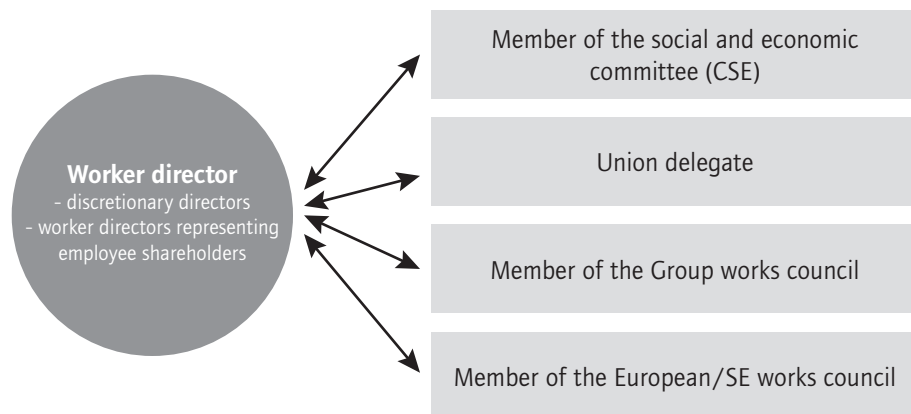 Worker director
- discretionary directors
- worker directors representing
employee shareholders
Member of the social and economic
committee (CSE)
Union delegate
Member of the Group works council
Member of the European/SE works council